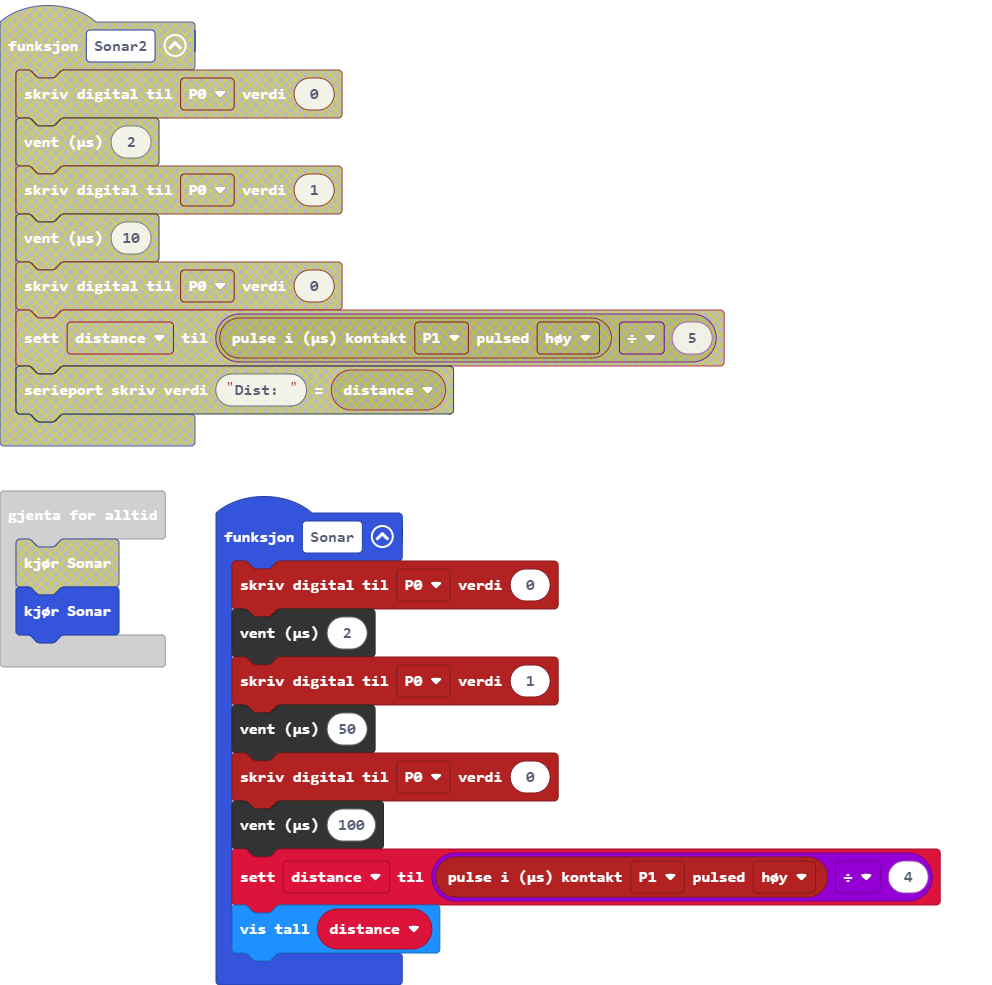 funksjon Sonar2
skriv digital til P0 verdi 0
vent (µs) 2
skriv digital til P0 verdi 1
vent (µs) 10
skriv digital til P0 verdi 0
sett distance til pulse i (µs) kontakt P1 pulsed høy ÷ 5
serieport skriv verdi "Dist: " = distance
gjenta for alltid
kjør Sonar
kjør Sonar
funksjon Sonar
skriv digital til P0 verdi 0
vent (µs) 2
skriv digital til P0 verdi 1
vent (µs) 50
skriv digital til P0 verdi 0
vent (µs) 100
sett distance til pulse i (µs) kontakt P1 pulsed høy ÷ 4
vis tall distance